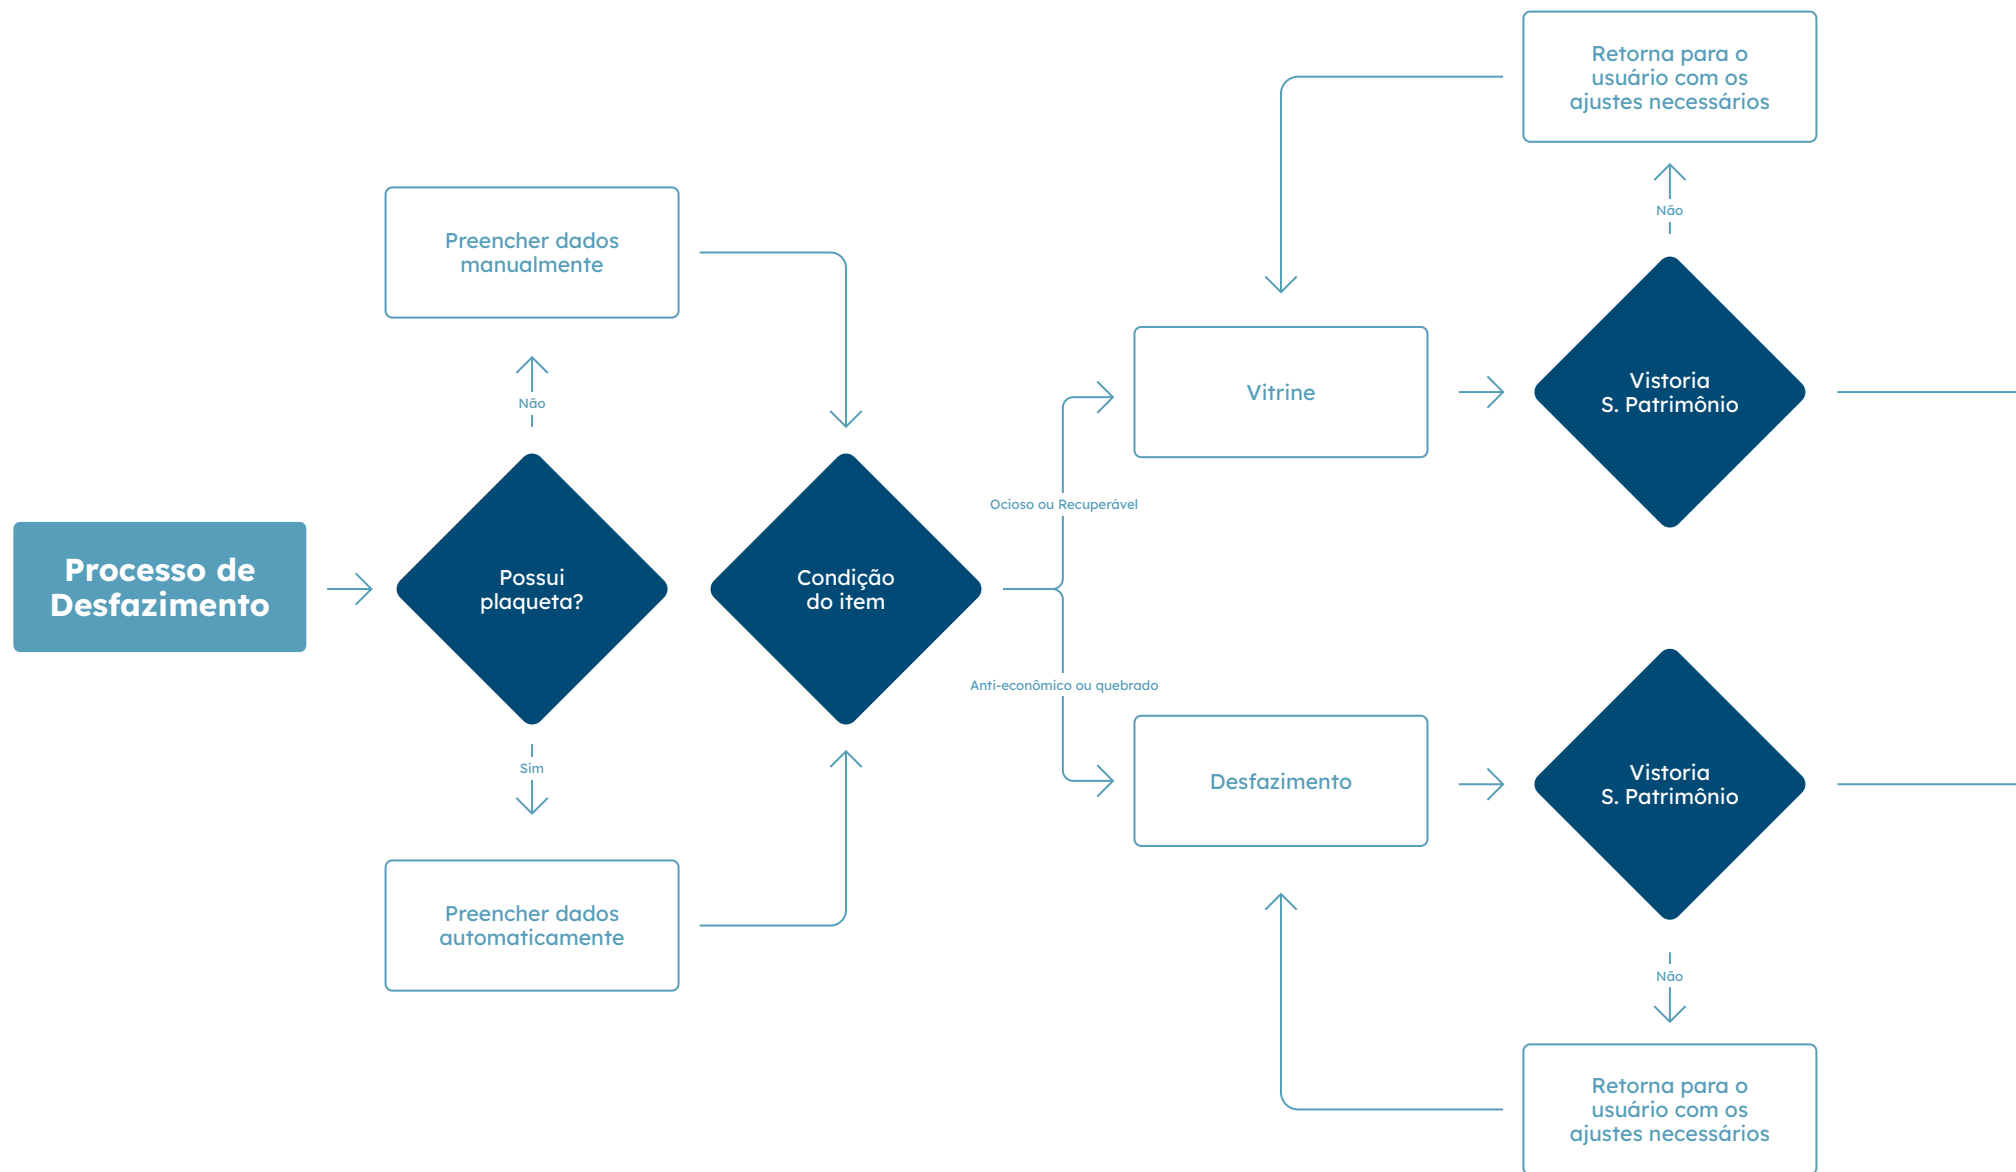 Processo de
Desfazimento
Possui
plaqueta?
Não
Preencher dados
manualmente
Sim
Preencher dados
automaticamente
Condição
do item
Ocioso ou Recuperável
Vitrine
Vistoria
S. Patrimônio
Não
Retorna para o
usuário com os
ajustes necessários
Anti-econômico ou quebrado
Desfazimento
Vistoria
S. Patrimônio
Não
Retorna para o
usuário com os
ajustes necessários